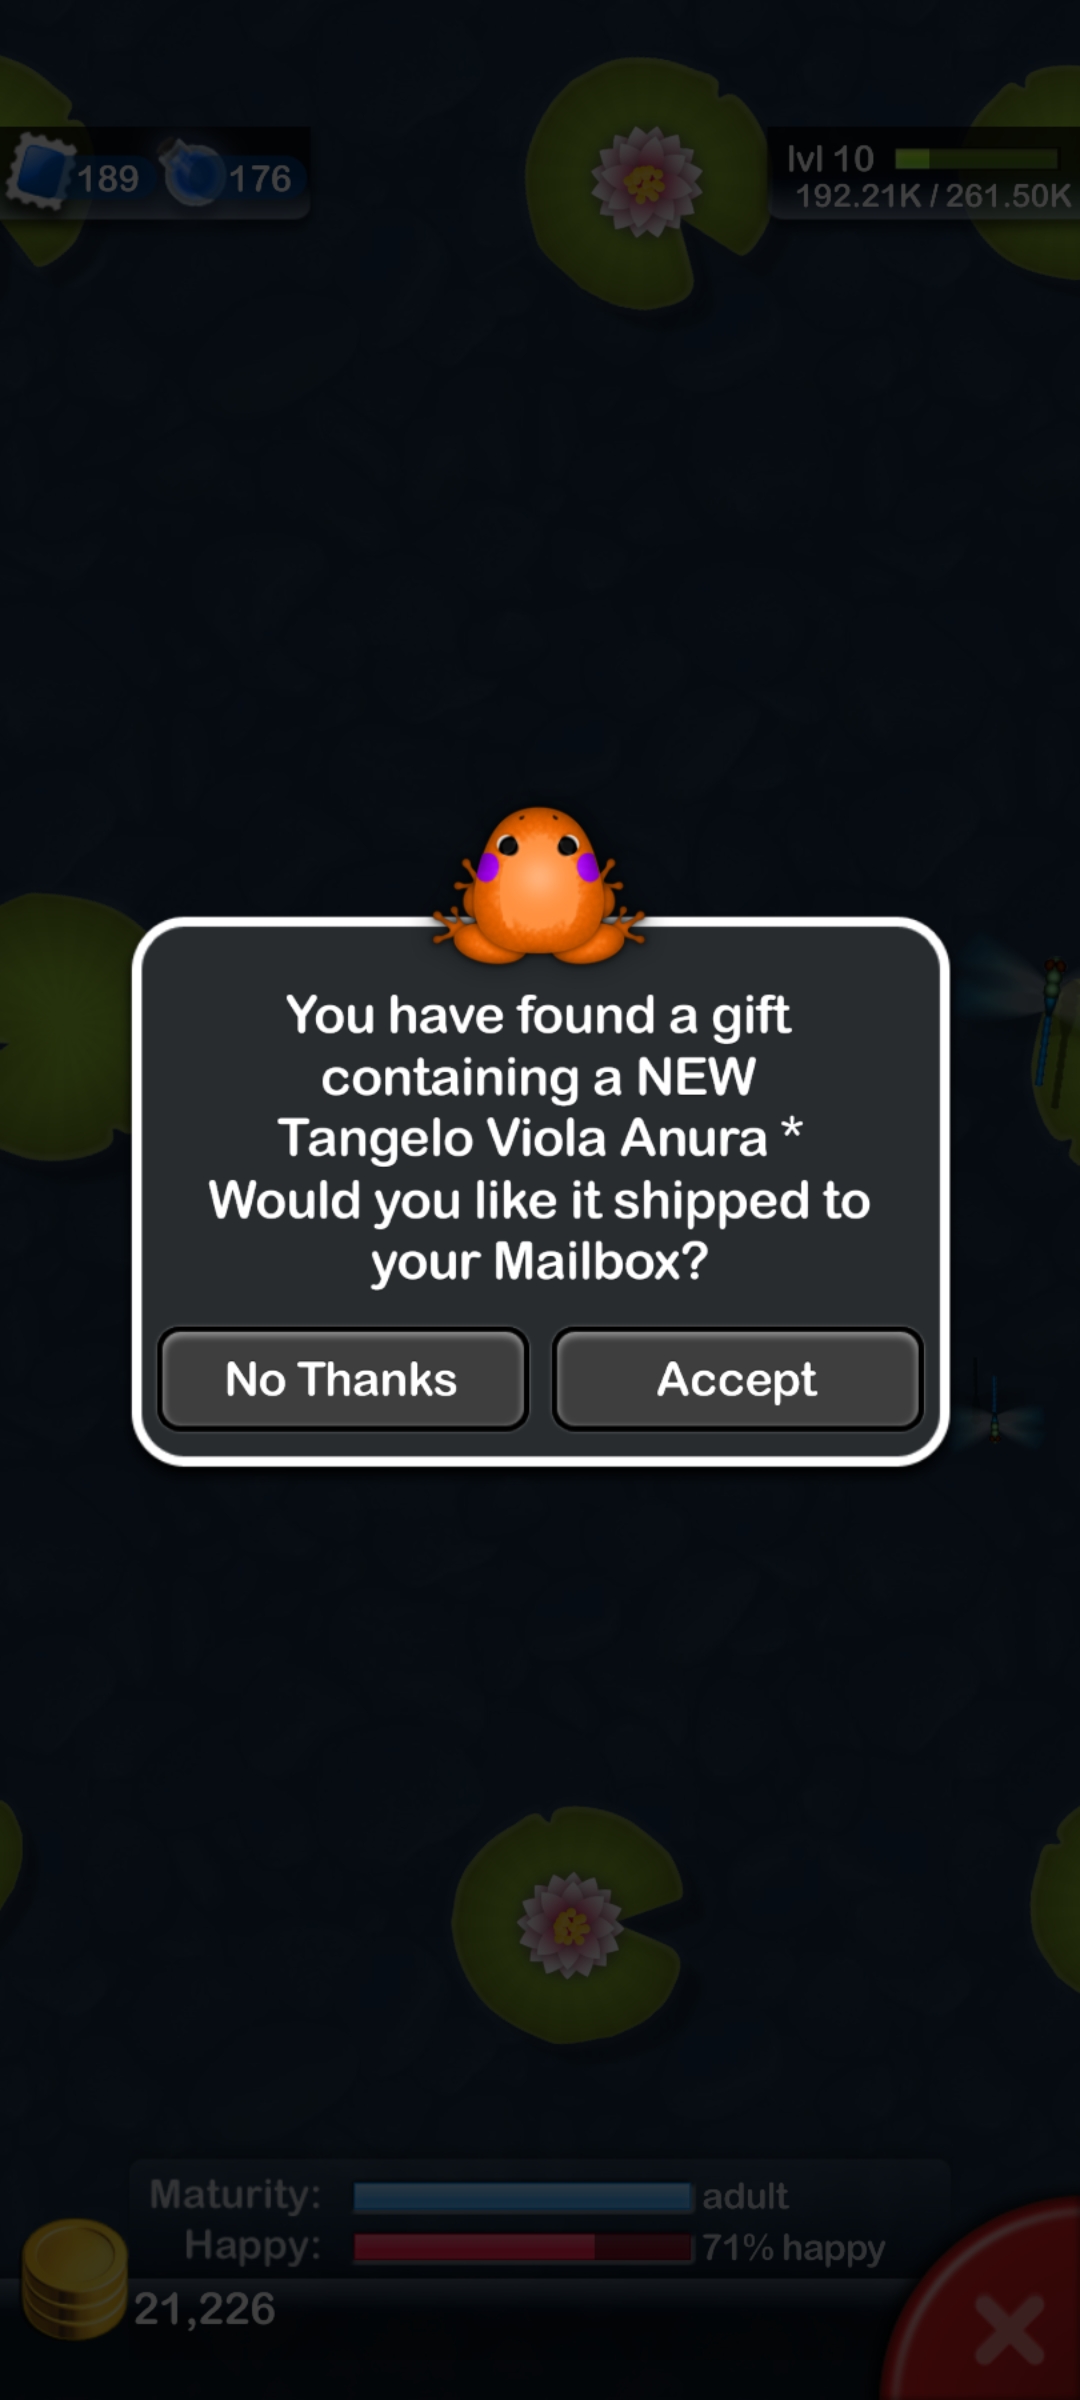 189 176
lvl 10
192.21K / 261.50K
You have found a gift
containing a NEW
Tangelo Viola Anura *
Would you like it shipped to
your Mailbox?
No Thanks Accept
Maturity: adult
Happy: 71% happy
21,226